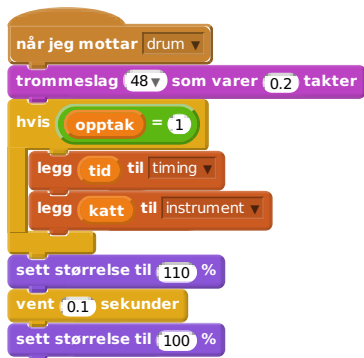 når jeg mottar drum
trommeslag 48 som varer 0.2 takter
hvis opptak = 1
legg tid til timing
legg katt til instrument
sett størrelse til 110 %
vent 0.1 sekunder
sett størrelse til 100 %